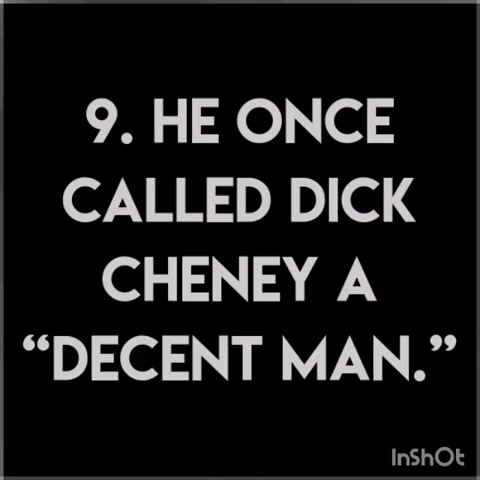 9. HE ONCE
CALLED DICK
CHENEY A
“DECENT MAN.”
InShOt